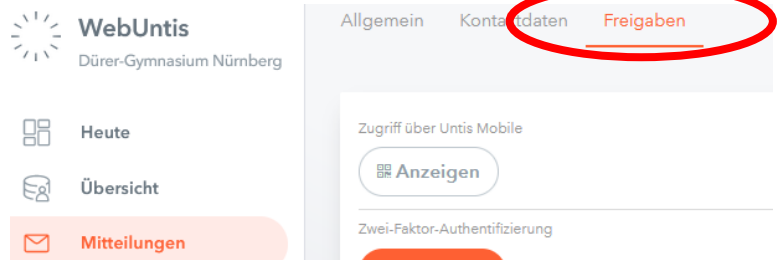 WebUntis
Dürer-Gymnasium Nürnberg
Heute
Übersicht
Mitteilungen
Allgemein Kontaktdaten Freigaben
Zugriff über Untis Mobile
Anzeigen
Zwei-Faktor-Authentifizierung